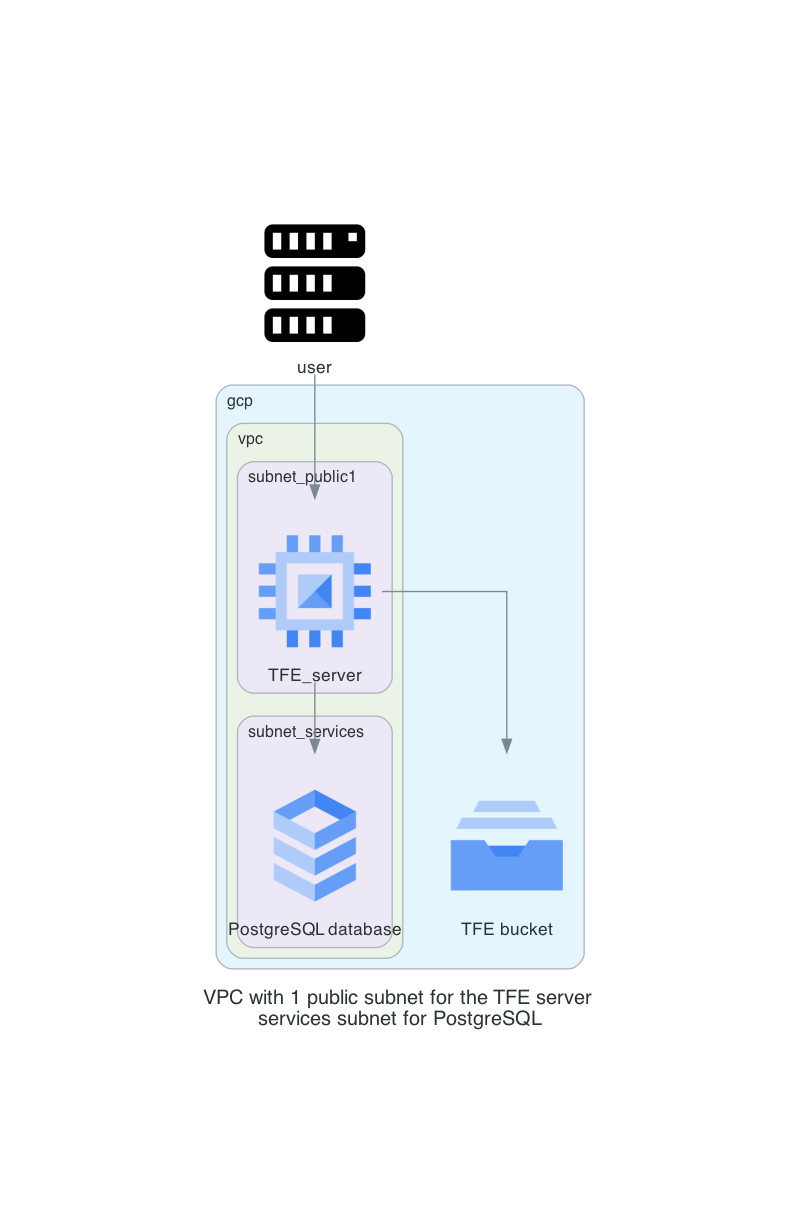 user
gcp
vpc
subnet_public1
TFE_server
subnet_services
PostgreSQL database
TFE bucket
VPC with 1 public subnet for the TFE server
services subnet for PostgreSQL